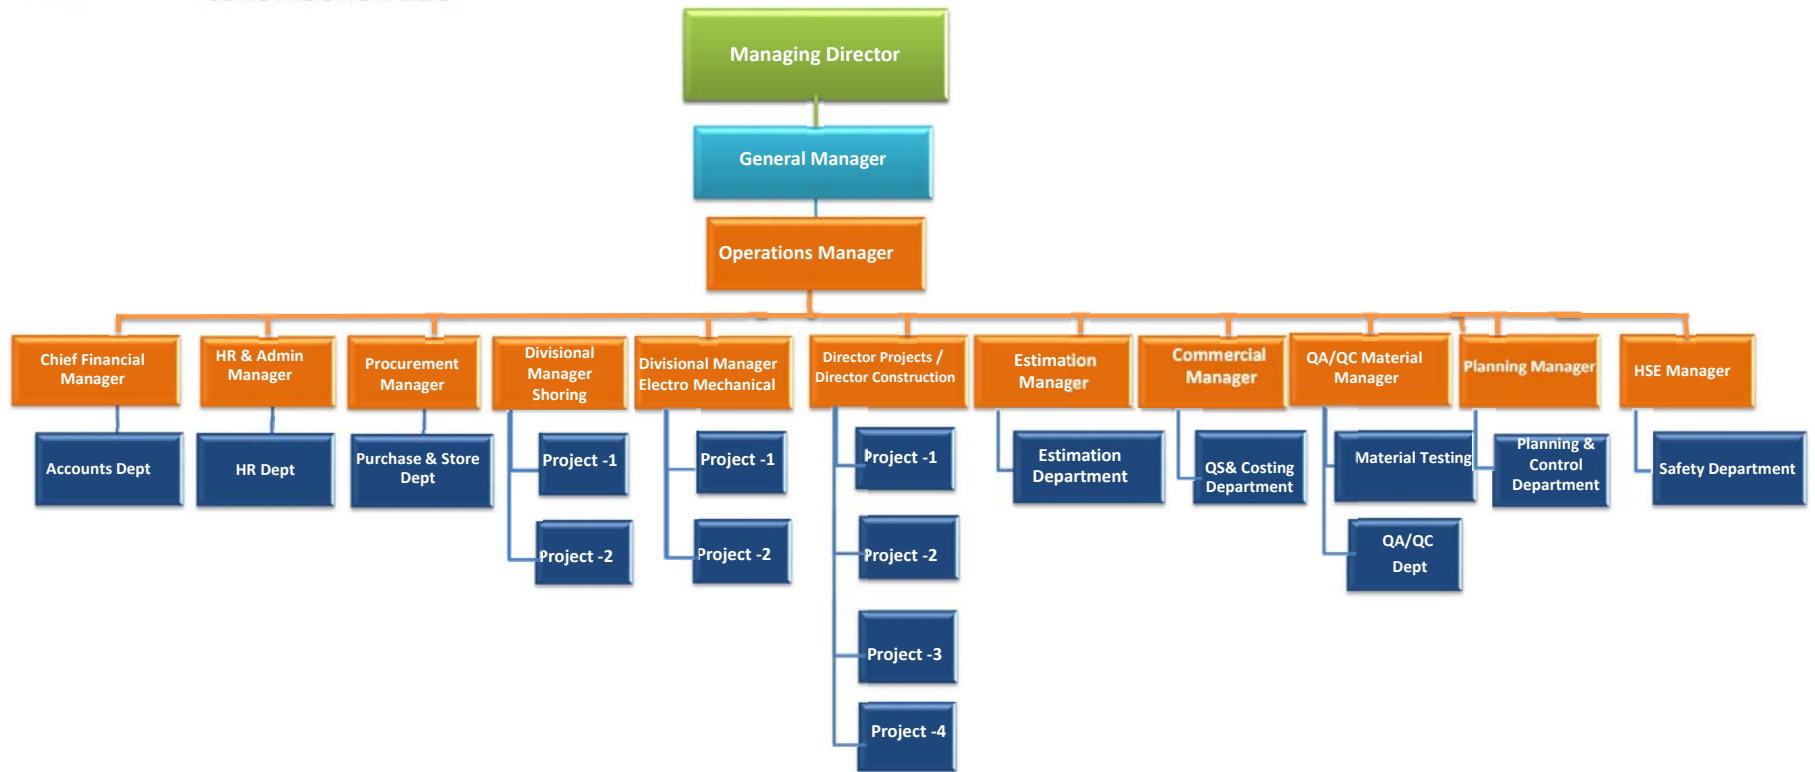 Managing Director
General Manager
Operations Manager
Chief Financial
Manager
HR & Admin
Manager
Procurement
Manager
Divisional
Manager
Shoring
Divisional Manager
Electro Mechanical
Director Projects /
Director Construction
Estimation
Manager
Commercial
Manager
QA/QC Material
Manager
Planning Manager
HSE Manager
Accounts Dept
HR Dept
Purchase & Store
Dept
Project -1
Project -2
Project -1
Project -2
Project -1
Project -2
Project -3
Project -4
Estimation
Department
QS& Costing
Department
Material Testing
QA/QC
Dept
Planning &
Control
Department
Safety Department